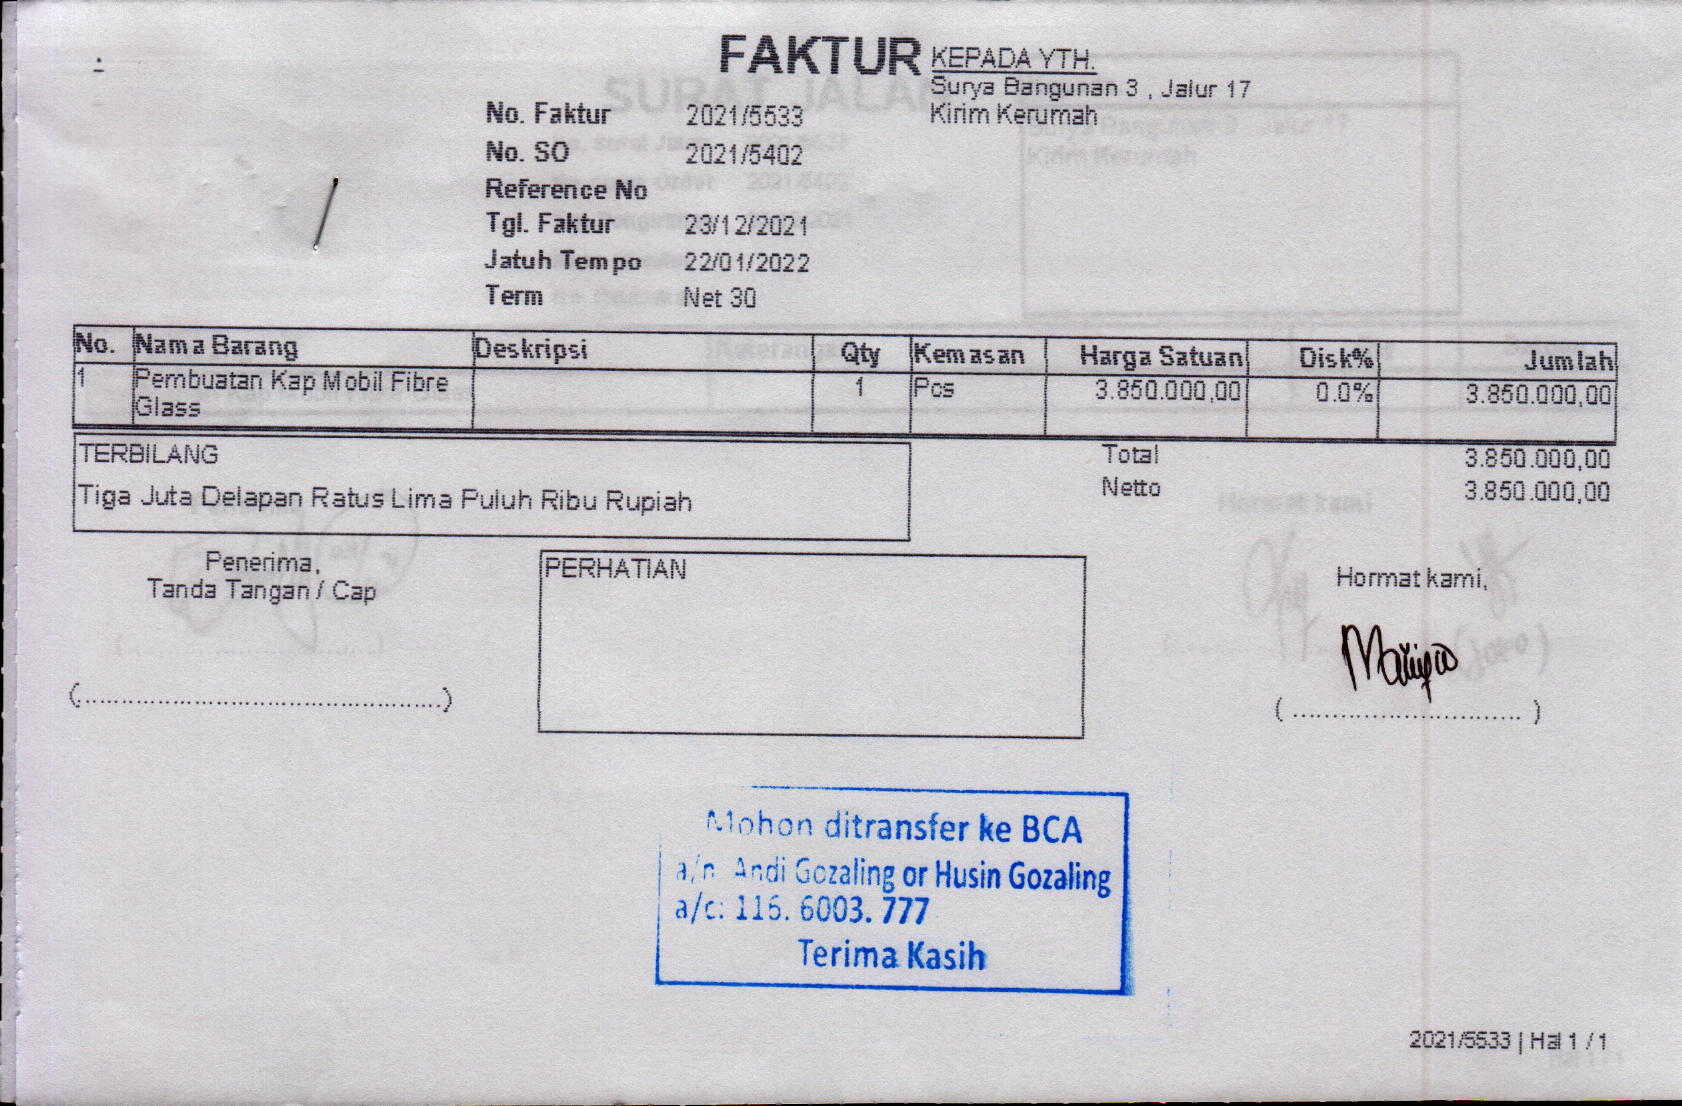 FAKTUR
KEPADA YTH.
Surya Bangunan 3 , Jalur 17
Kirim Kerumah
No. Faktur 2021/5533
No. SO 2021/5402
Reference No
Tgl. Faktur 23/12/2021
Jatuh Tempo 22/01/2022
Term Net 30
No. Nama Barang Deskripsi Qty Kemasan Harga Satuan Disk% Jumlah
1 Pembuatan Kap Mobil Fibre 1 Pcs 3.850.000,00 0.0% 3.850.000,00
Glass
TERBILANG
Tiga Juta Delapan Ratus Lima Puluh Ribu Rupiah
Total 3.850.000,00
Netto 3.850.000,00
Penerima,
Tanda Tangan / Cap
(................................................)
PERHATIAN
Hormat kami,
( ............................. )
Mohon ditransfer ke BCA
a/n Andi Gozaling or Husin Gozaling
a/c: 116. 6003. 777
Terima Kasih
2021/5533 | Hal 1 / 1